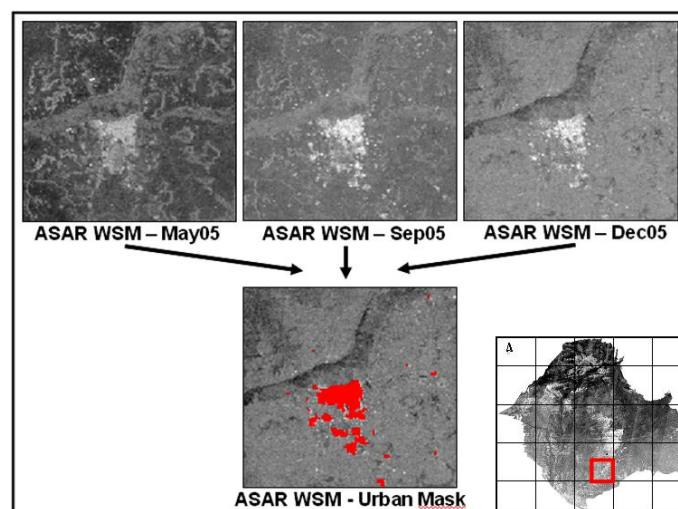 ASAR WSM – May05
ASAR WSM – Sep05
ASAR WSM – Dec05
A
ASAR WSM - Urban Mask